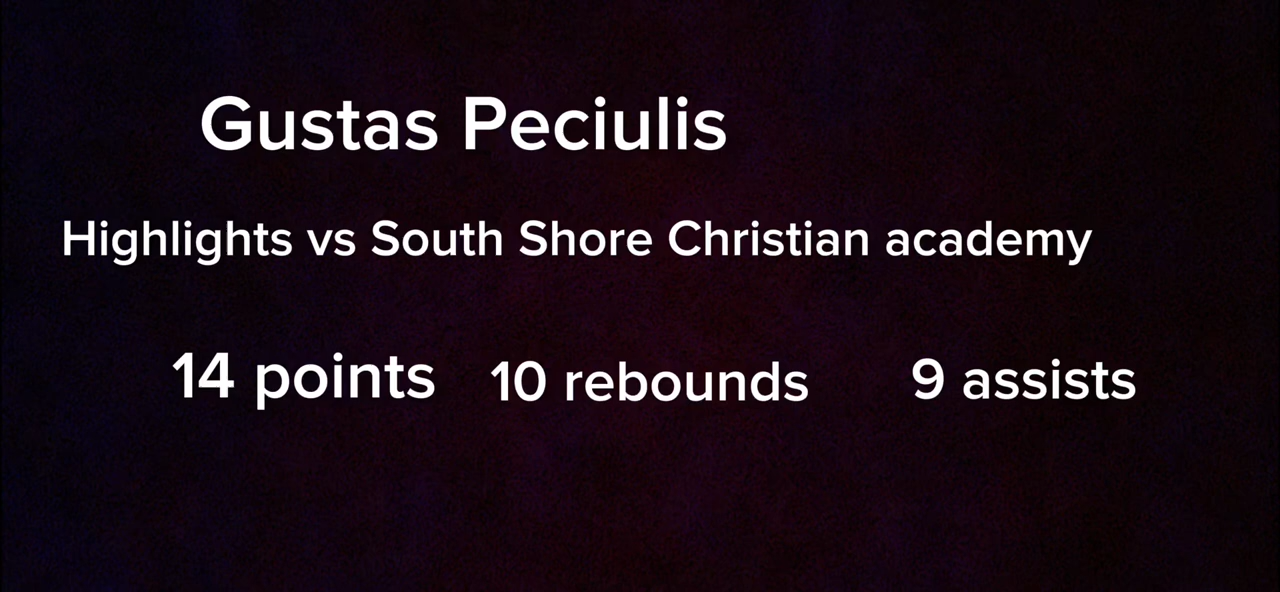 Gustas Peciulis
Highlights vs South Shore Christian academy
14 points 10 rebounds 9 assists